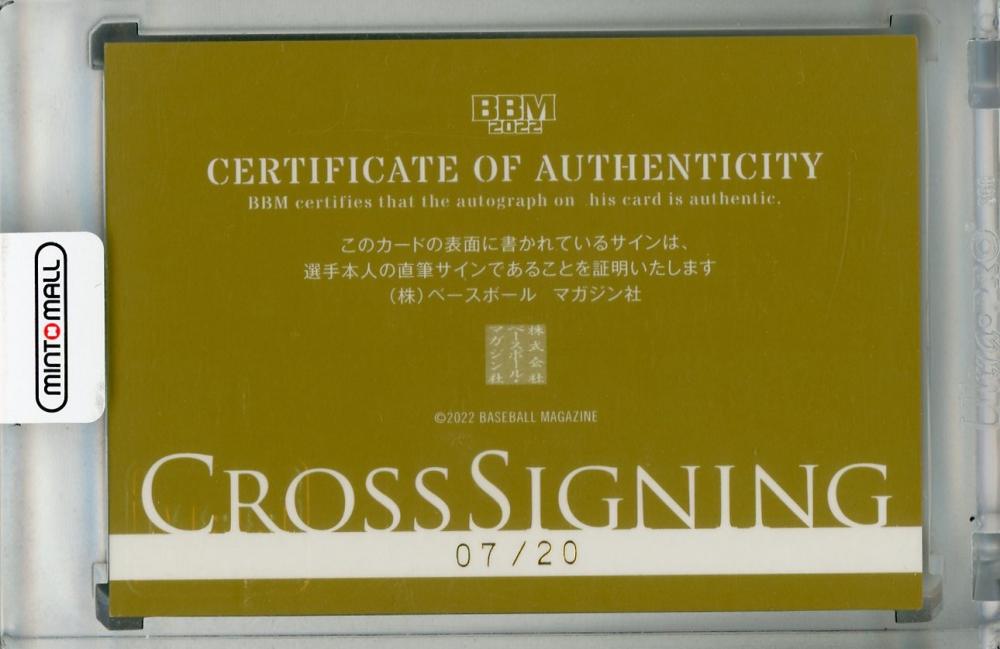 BBM
2022
CERTIFICATE OF AUTHENTICITY
BBM certifies that the autograph on his card is authentic.
このカードの表面に書かれているサインは、
選手本人の直筆サインであることを証明いたします
（株）ベースボール　マガジン社
株式会社
ベースボール・
マガジン社
©2022 BASEBALL MAGAZINE
CROSSSIGNING
07/20
MINTMALL